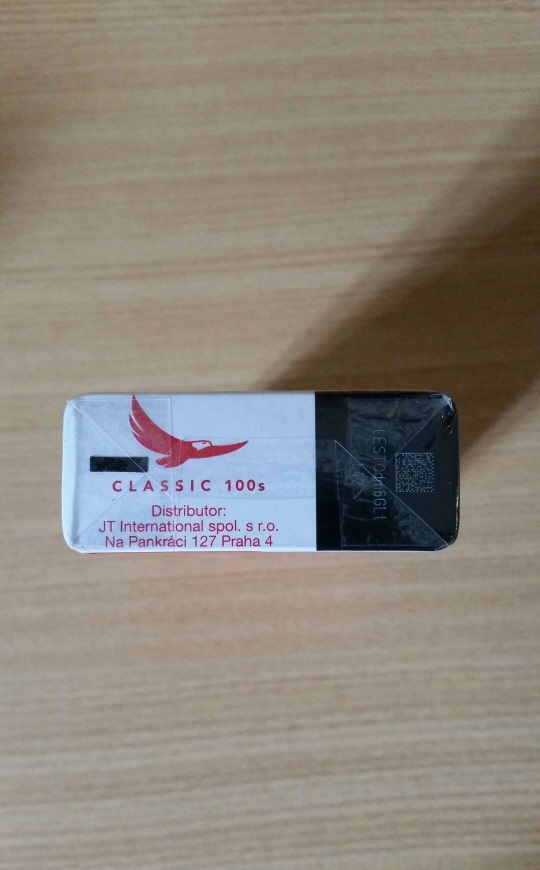 CLASSIC 100s
Distributor:
JT International spol. s r.o.
Na Pankráci 127 Praha 4